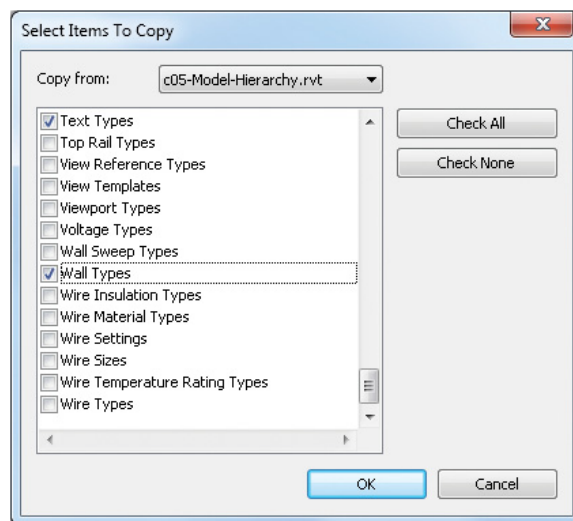 Select Items To Copy
Copy from: c05-Model-Hierarchy.rvt
Text Types
Check All
Top Rail Types
View Reference Types
Check None
View Templates
Viewport Types
Voltage Types
Wall Sweep Types
Wall Types
Wire Insulation Types
Wire Material Types
Wire Settings
Wire Sizes
Wire Temperature Rating Types
Wire Types
OK Cancel